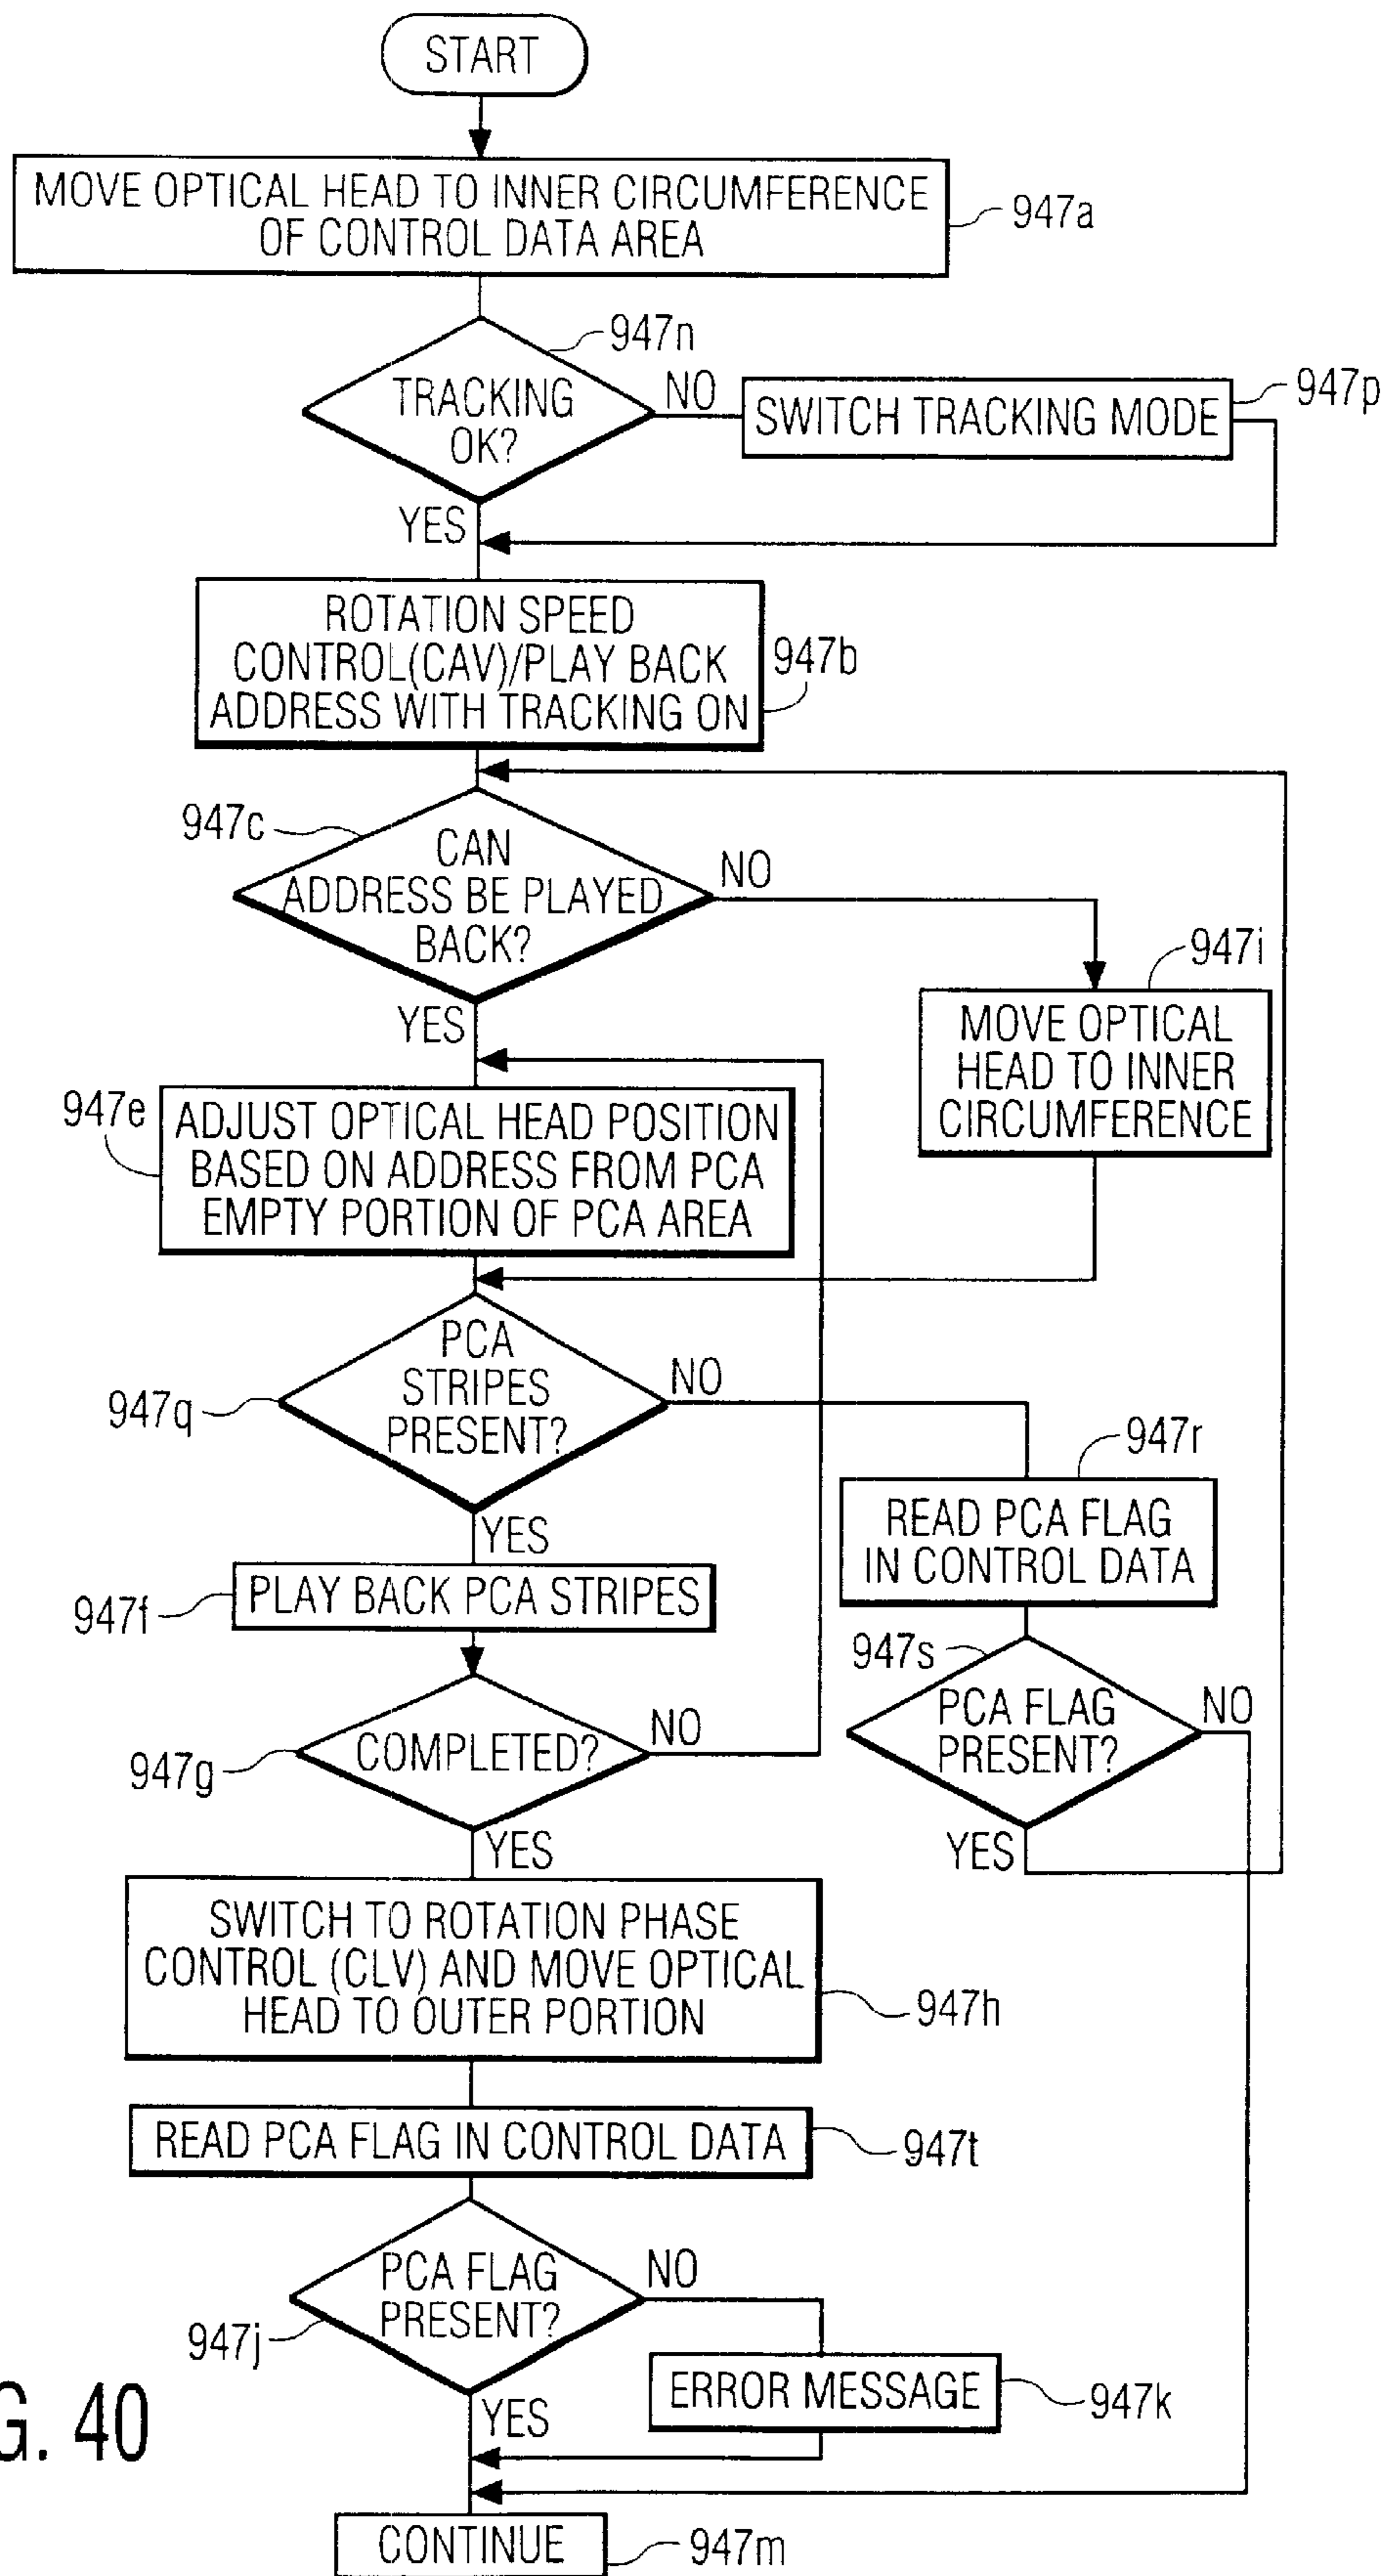 START
MOVE OPTICAL HEAD TO INNER CIRCUMFERENCE
OF CONTROL DATA AREA
947a
947n
TRACKING
OK?
NO
SWITCH TRACKING MODE
947p
YES
ROTATION SPEED
CONTROL(CAV)/PLAY BACK
ADDRESS WITH TRACKING ON
947b
947c
CAN
ADDRESS BE PLAYED
BACK?
NO
947i
MOVE OPTICAL
HEAD TO INNER
CIRCUMFERENCE
YES
947e
ADJUST OPTICAL HEAD POSITION
BASED ON ADDRESS FROM PCA
EMPTY PORTION OF PCA AREA
PCA
STRIPES
PRESENT?
NO
947q
947r
READ PCA FLAG
IN CONTROL DATA
YES
PLAY BACK PCA STRIPES
947f
947s
PCA FLAG
PRESENT?
NO
YES
COMPLETED?
NO
947g
YES
SWITCH TO ROTATION PHASE
CONTROL (CLV) AND MOVE OPTICAL
HEAD TO OUTER PORTION
947h
READ PCA FLAG IN CONTROL DATA
947t
PCA FLAG
PRESENT?
NO
947j
ERROR MESSAGE
947k
YES
G. 40
CONTINUE
947m